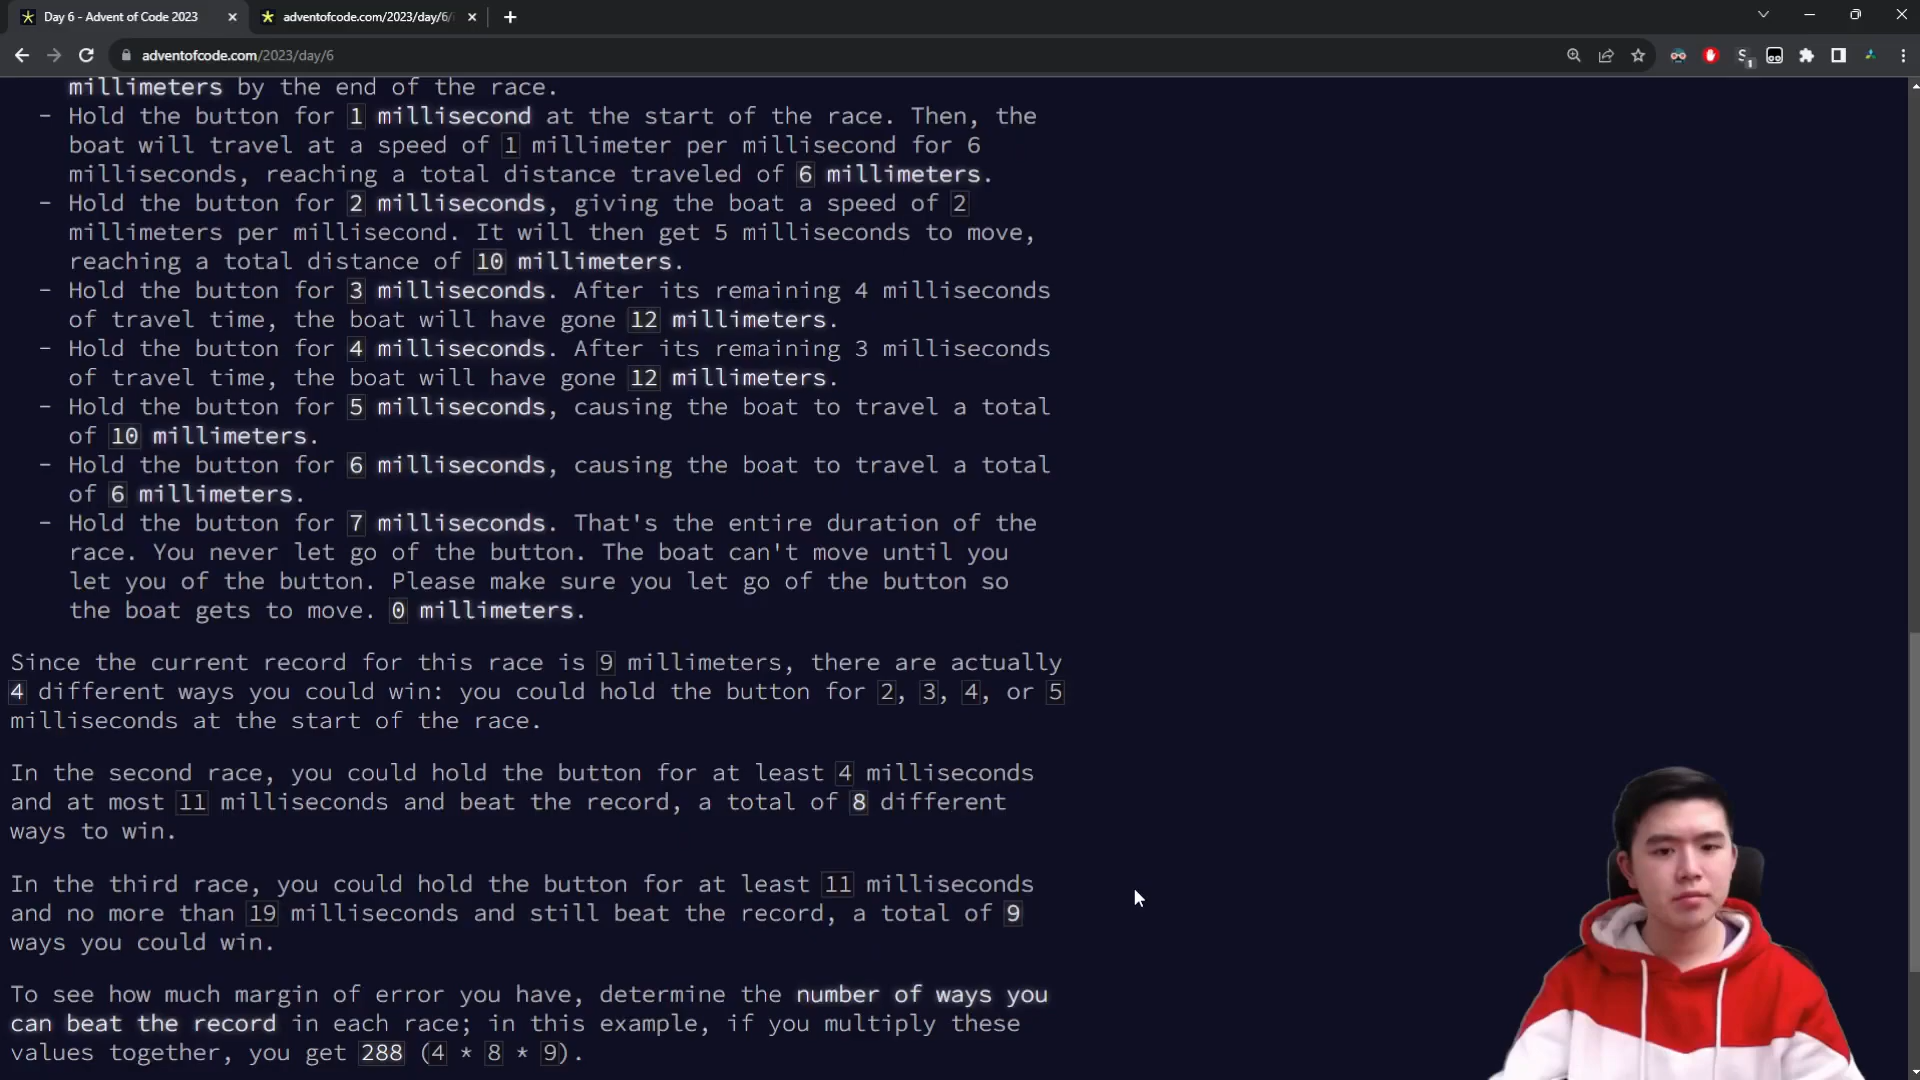 Day 6 - Advent of Code 2023
adventofcode.com/2023/day/6/
adventofcode.com/2023/day/6
millimeters by the end of the race.
- Hold the button for 1 millisecond at the start of the race. Then, the
boat will travel at a speed of 1 millimeter per millisecond for 6
milliseconds, reaching a total distance traveled of 6 millimeters.
- Hold the button for 2 milliseconds, giving the boat a speed of 2
millimeters per millisecond. It will then get 5 milliseconds to move,
reaching a total distance of 10 millimeters.
- Hold the button for 3 milliseconds. After its remaining 4 milliseconds
of travel time, the boat will have gone 12 millimeters.
- Hold the button for 4 milliseconds. After its remaining 3 milliseconds
of travel time, the boat will have gone 12 millimeters.
- Hold the button for 5 milliseconds, causing the boat to travel a total
of 10 millimeters.
- Hold the button for 6 milliseconds, causing the boat to travel a total
of 6 millimeters.
- Hold the button for 7 milliseconds. That's the entire duration of the
race. You never let go of the button. The boat can't move until you
let you of the button. Please make sure you let go of the button so
the boat gets to move. 0 millimeters.
Since the current record for this race is 9 millimeters, there are actually
4 different ways you could win: you could hold the button for 2, 3, 4, or 5
milliseconds at the start of the race.
In the second race, you could hold the button for at least 4 milliseconds
and at most 11 milliseconds and beat the record, a total of 8 different
ways to win.
In the third race, you could hold the button for at least 11 milliseconds
and no more than 19 milliseconds and still beat the record, a total of 9
ways you could win.
To see how much margin of error you have, determine the number of ways you
can beat the record in each race; in this example, if you multiply these
values together, you get 288 (4 * 8 * 9).